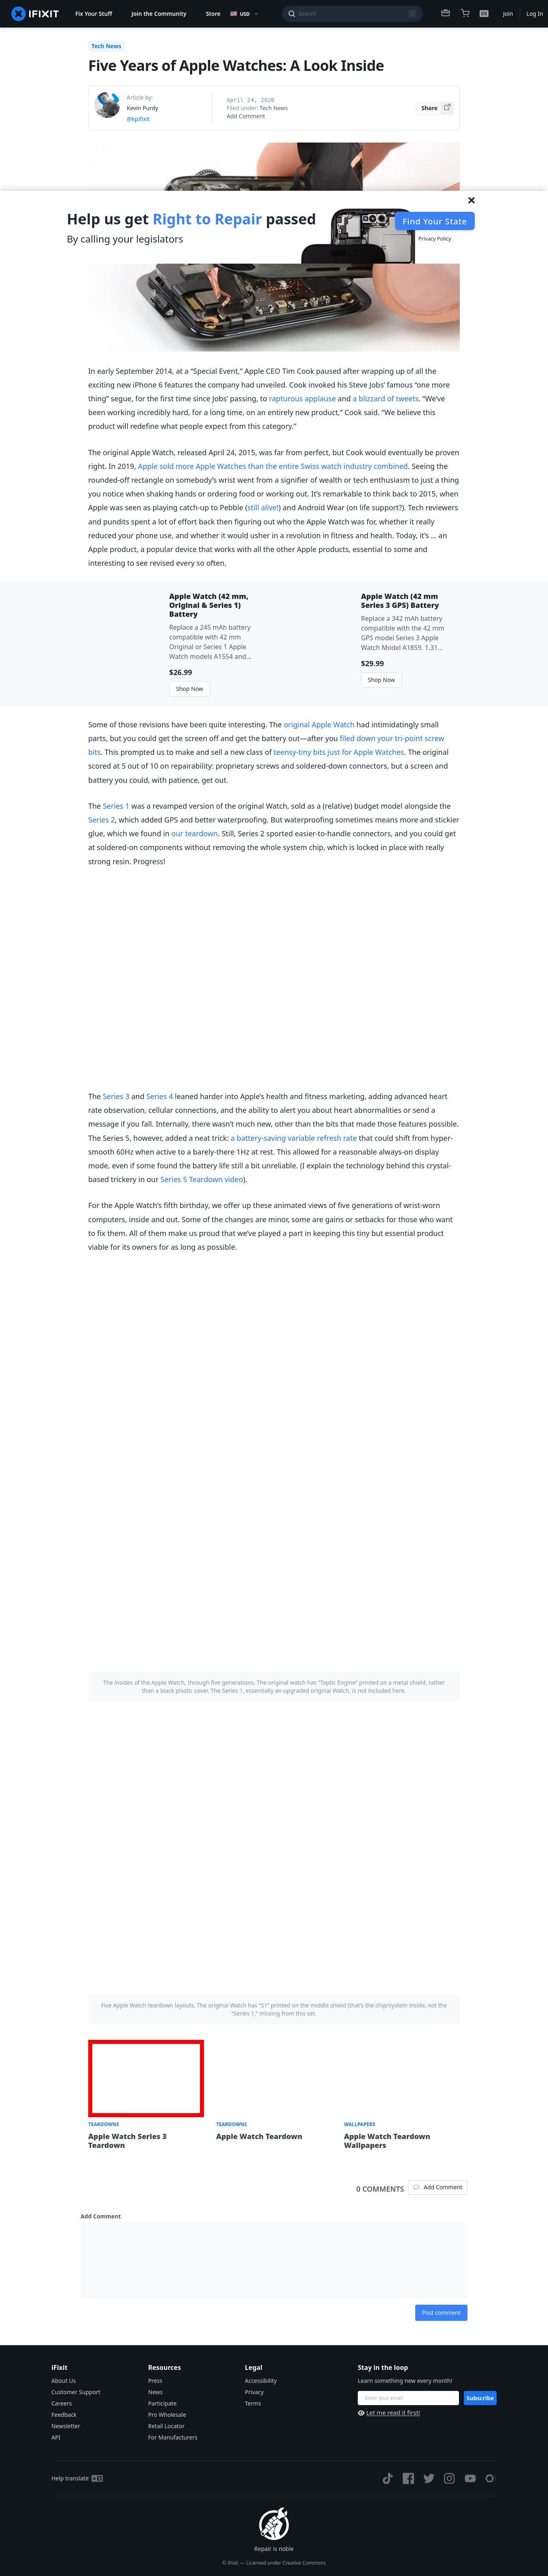 IFIXIT
Fix Your Stuff
Join the Community
Store
USD
Search
/
EN
Join
Log In
Tech News
Five Years of Apple Watches: A Look Inside
Article by:
Kevin Purdy
@kpifixit
April 24, 2020
Filed under: Tech News
Add Comment
Share
Help us get Right to Repair passed
By calling your legislators
Find Your State
Privacy Policy
In early September 2014, at a “Special Event,” Apple CEO Tim Cook paused after wrapping up of all the
exciting new iPhone 6 features the company had unveiled. Cook invoked his Steve Jobs’ famous “one more
thing” segue, for the first time since Jobs’ passing, to rapturous applause and a blizzard of tweets. “We’ve
been working incredibly hard, for a long time, on an entirely new product,” Cook said. “We believe this
product will redefine what people expect from this category.”
The original Apple Watch, released April 24, 2015, was far from perfect, but Cook would eventually be proven
right. In 2019, Apple sold more Apple Watches than the entire Swiss watch industry combined. Seeing the
rounded-off rectangle on somebody’s wrist went from a signifier of wealth or tech enthusiasm to just a thing
you notice when shaking hands or ordering food or working out. It’s remarkable to think back to 2015, when
Apple was seen as playing catch-up to Pebble (still alive!) and Android Wear (on life support?). Tech reviewers
and pundits spent a lot of effort back then figuring out who the Apple Watch was for, whether it really
reduced your phone use, and whether it would usher in a revolution in fitness and health. Today, it’s … an
Apple product, a popular device that works with all the other Apple products, essential to some and
interesting to see revised every so often.
Apple Watch (42 mm,
Original & Series 1)
Battery
Replace a 245 mAh battery
compatible with 42 mm
Original or Series 1 Apple
Watch models A1554 and...
$26.99
Shop Now
Apple Watch (42 mm
Series 3 GPS) Battery
Replace a 342 mAh battery
compatible with the 42 mm
GPS model Series 3 Apple
Watch Model A1859. 1.31...
$29.99
Shop Now
Some of those revisions have been quite interesting. The original Apple Watch had intimidatingly small
parts, but you could get the screen off and get the battery out—after you filed down your tri-point screw
bits. This prompted us to make and sell a new class of teensy-tiny bits just for Apple Watches. The original
scored at 5 out of 10 on repairability: proprietary screws and soldered-down connectors, but a screen and
battery you could, with patience, get out.
The Series 1 was a revamped version of the original Watch, sold as a (relative) budget model alongside the
Series 2, which added GPS and better waterproofing. But waterproofing sometimes means more and stickier
glue, which we found in our teardown. Still, Series 2 sported easier-to-handle connectors, and you could get
at soldered-on components without removing the whole system chip, which is locked in place with really
strong resin. Progress!
The Series 3 and Series 4 leaned harder into Apple’s health and fitness marketing, adding advanced heart
rate observation, cellular connections, and the ability to alert you about heart abnormalities or send a
message if you fall. Internally, there wasn’t much new, other than the bits that made those features possible.
The Series 5, however, added a neat trick: a battery-saving variable refresh rate that could shift from hyper-
smooth 60Hz when active to a barely-there 1Hz at rest. This allowed for a reasonable always-on display
mode, even if some found the battery life still a bit unreliable. (I explain the technology behind this crystal-
based trickery in our Series 5 Teardown video).
For the Apple Watch’s fifth birthday, we offer up these animated views of five generations of wrist-worn
computers, inside and out. Some of the changes are minor, some are gains or setbacks for those who want
to fix them. All of them make us proud that we’ve played a part in keeping this tiny but essential product
viable for its owners for as long as possible.
The insides of the Apple Watch, through five generations. The original watch has “Taptic Engine” printed on a metal shield, rather
than a black plastic cover. The Series 1, essentially an upgraded original Watch, is not included here.
Five Apple Watch teardown layouts. The original Watch has “S1” printed on the middle shield (that’s the chip/system inside, not the
“Series 1,” missing from this set.
TEARDOWNS
Apple Watch Series 3
Teardown
TEARDOWNS
Apple Watch Teardown
WALLPAPERS
Apple Watch Teardown
Wallpapers
0 COMMENTS
Add Comment
Add Comment
Post comment
iFixit
About Us
Customer Support
Careers
Feedback
Newsletter
API
Resources
Press
News
Participate
Pro Wholesale
Retail Locator
For Manufacturers
Legal
Accessibility
Privacy
Terms
Stay in the loop
Learn something new every month!
Enter your email
Subscribe
Let me read it first!
Help translate
Repair is noble
© iFixit — Licensed under Creative Commons